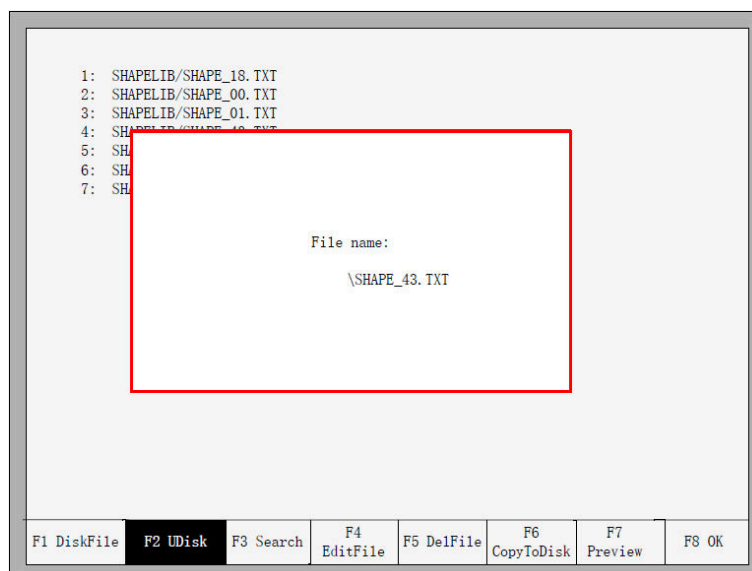 1: SHAPELIB/SHAPE_18.TXT
2: SHAPELIB/SHAPE_00.TXT
3: SHAPELIB/SHAPE_01.TXT
4:
5:
6:
7:
File name:
\SHAPE_43.TXT
F1 DiskFile
F2 UDisk
F3 Search
F4
EditFile
F5 DelFile
F6
CopyToDisk
F7
Preview
F8 OK